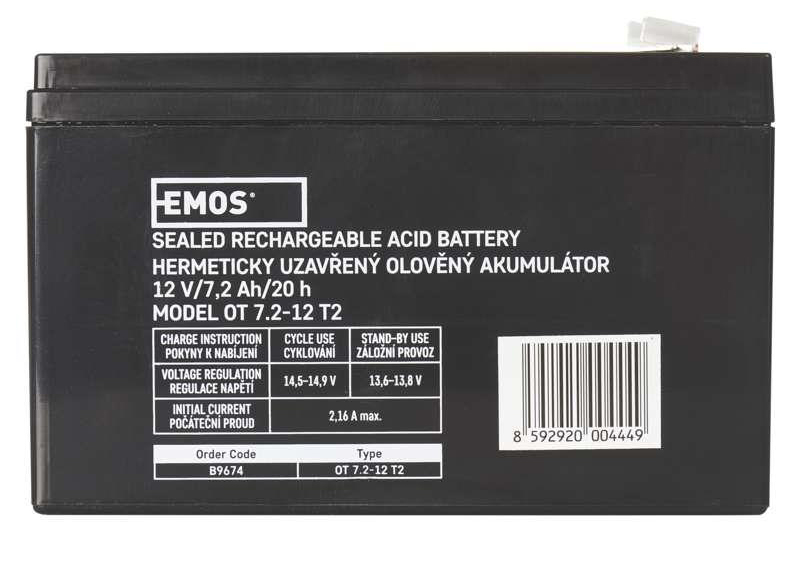 EMOS®
SEALED RECHARGEABLE ACID BATTERY
HERMETICKY UZAVŘENÝ OLOVĚNÝ AKUMULÁTOR
12 V/7,2 Ah/20 h
MODEL OT 7.2-12 T2
CHARGE INSTRUCTION CYCLE USE STAND-BY USE
POKYNY K NABÍJENÍ CYKLOVÁNÍ ZÁLOŽNÍ PROVOZ
VOLTAGE REGULATION
REGULACE NAPĚTÍ 14,5–14,9 V 13,6–13,8 V
INITIAL CURRENT
POČÁTEČNÍ PROUD 2,16 A max.
Order Code Type
B9674 OT 7.2-12 T2
8 592920 004449